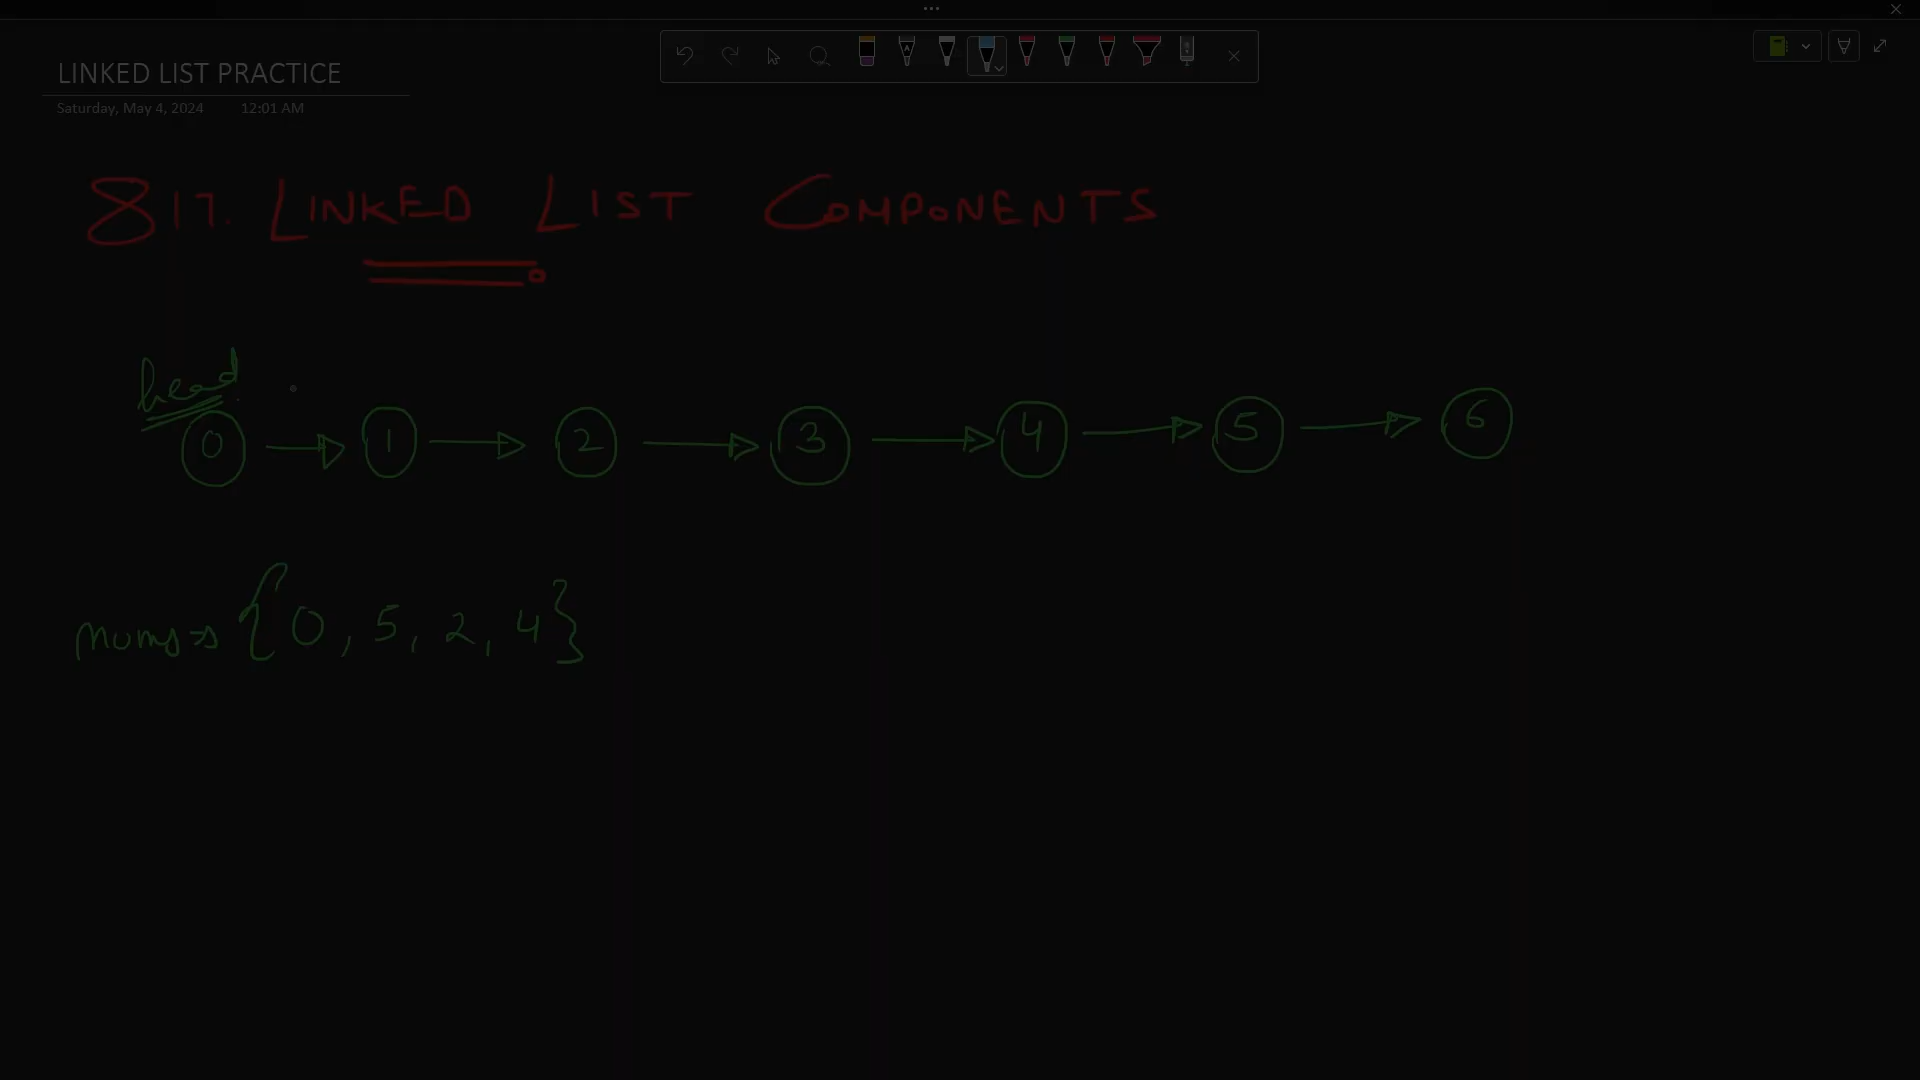 LINKED LIST PRACTICE
Saturday, May 4, 2024 12:01 AM
817. LINKED LIST COMPONENTS
head
0 1 2 3 4 5 6
nums => {0, 5, 2, 4}